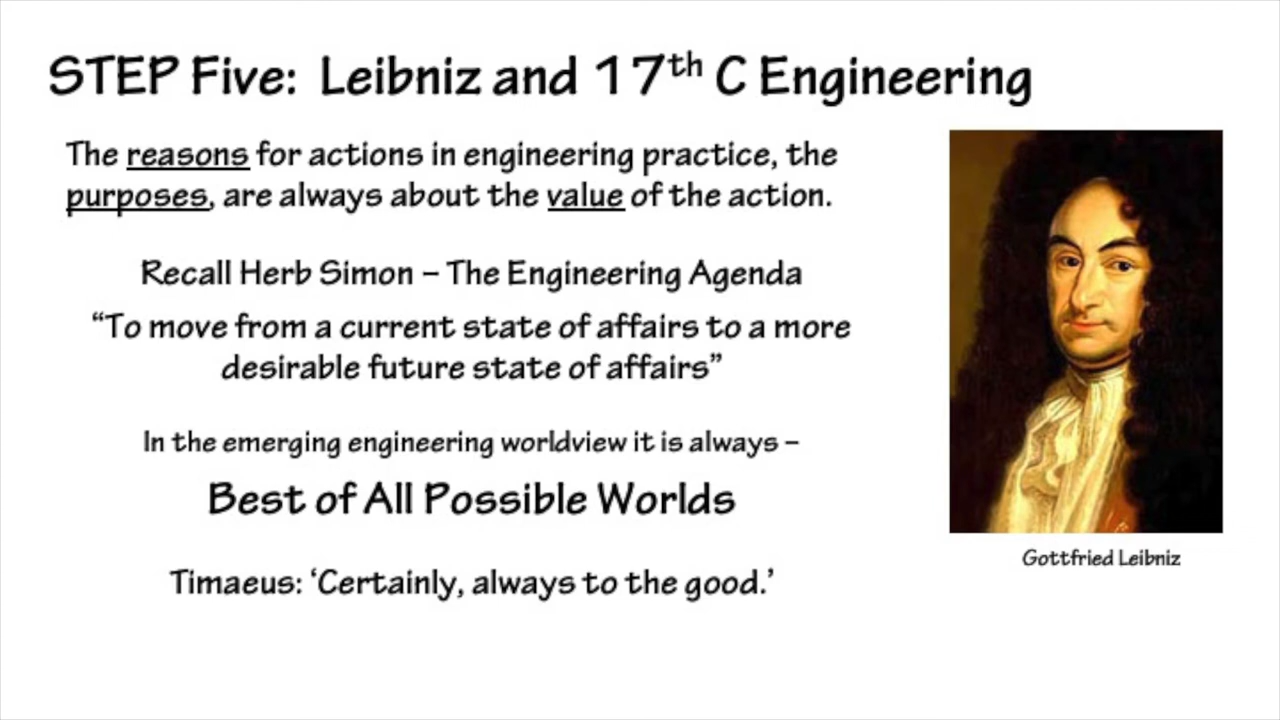 STEP Five: Leibniz and 17th C Engineering
The reasons for actions in engineering practice, the
purposes, are always about the value of the action.
Recall Herb Simon – The Engineering Agenda
“To move from a current state of affairs to a more
desirable future state of affairs”
In the emerging engineering worldview it is always –
Best of All Possible Worlds
Timaeus: ‘Certainly, always to the good.’
Gottfried Leibniz